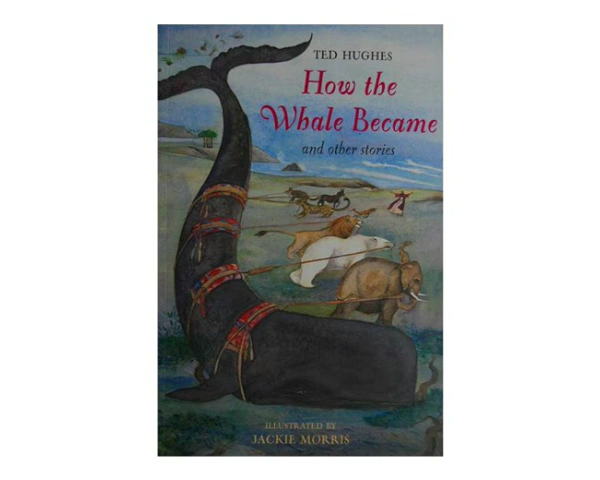 TED HUGHES
How the
Whale Became
and other stories
ILLUSTRATED BY
JACKIE MORRIS